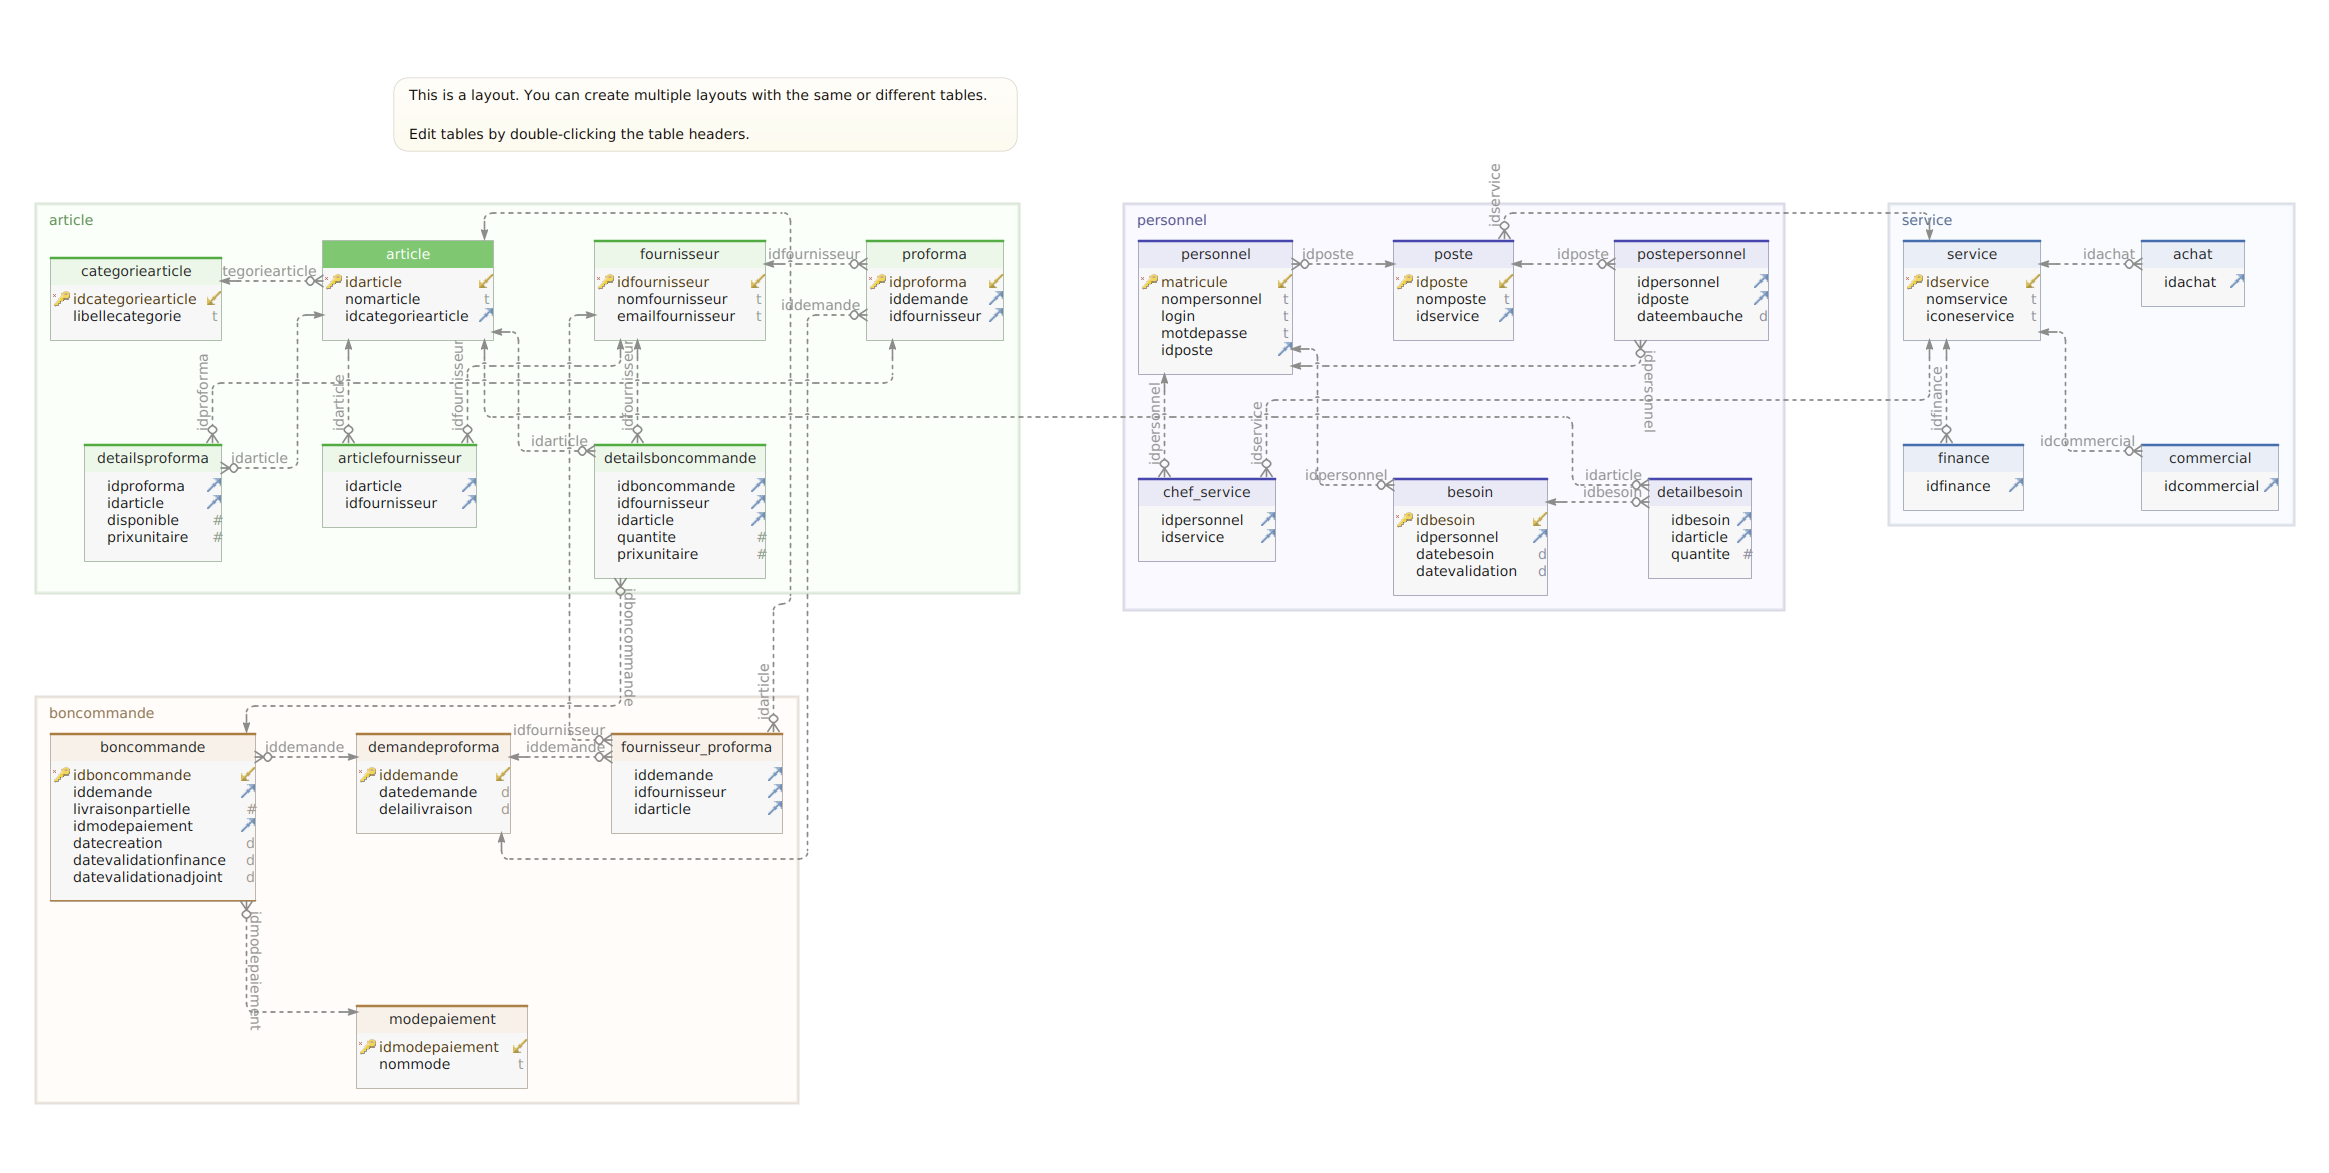 This is a layout. You can create multiple layouts with the same or different tables.
Edit tables by double-clicking the table headers.
article
categoriearticle
idcategoriearticle
libellecategorie t
tegoriearticle
article
idarticle
nomarticle t
idcategoriearticle
fournisseur
idfournisseur
nomfournisseur t
emailfournisseur t
idfournisseur
iddemande
proforma
idproforma
iddemande
idfournisseur
idproforma
idarticle
idfournisseur
idfournisseur
detailsproforma
idproforma
idarticle
disponible #
prixunitaire #
idarticle
articlefournisseur
idarticle
idfournisseur
idarticle
detailsboncommande
idboncommande
idfournisseur
idarticle
quantite #
prixunitaire #
idboncommande
idarticle
personnel
personnel
matricule
nompersonnel t
login t
motdepasse t
idposte
idposte
idservice
poste
idposte
nomposte t
idservice
idposte
postepersonnel
idpersonnel
idposte
dateembauche d
idpersonnel
idpersonnel
idservice
chef_service
idpersonnel
idservice
idpersonnel
besoin
idbesoin
idpersonnel
datebesoin d
datevalidation d
idarticle
idbesoin
detailbesoin
idbesoin
idarticle
quantite #
service
service
idservice
nomservice t
iconeservice t
idachat
achat
idachat
idfinance
idcommercial
finance
idfinance
commercial
idcommercial
boncommande
boncommande
idboncommande
iddemande
livraisonpartielle #
idmodepaiement
datecreation d
datevalidationfinance d
datevalidationadjoint d
iddemande
demandeproforma
iddemande
datedemande d
delailivraison d
idfournisseur
iddemande
fournisseur_proforma
iddemande
idfournisseur
idarticle
idmodepaiement
modepaiement
idmodepaiement
nommode t